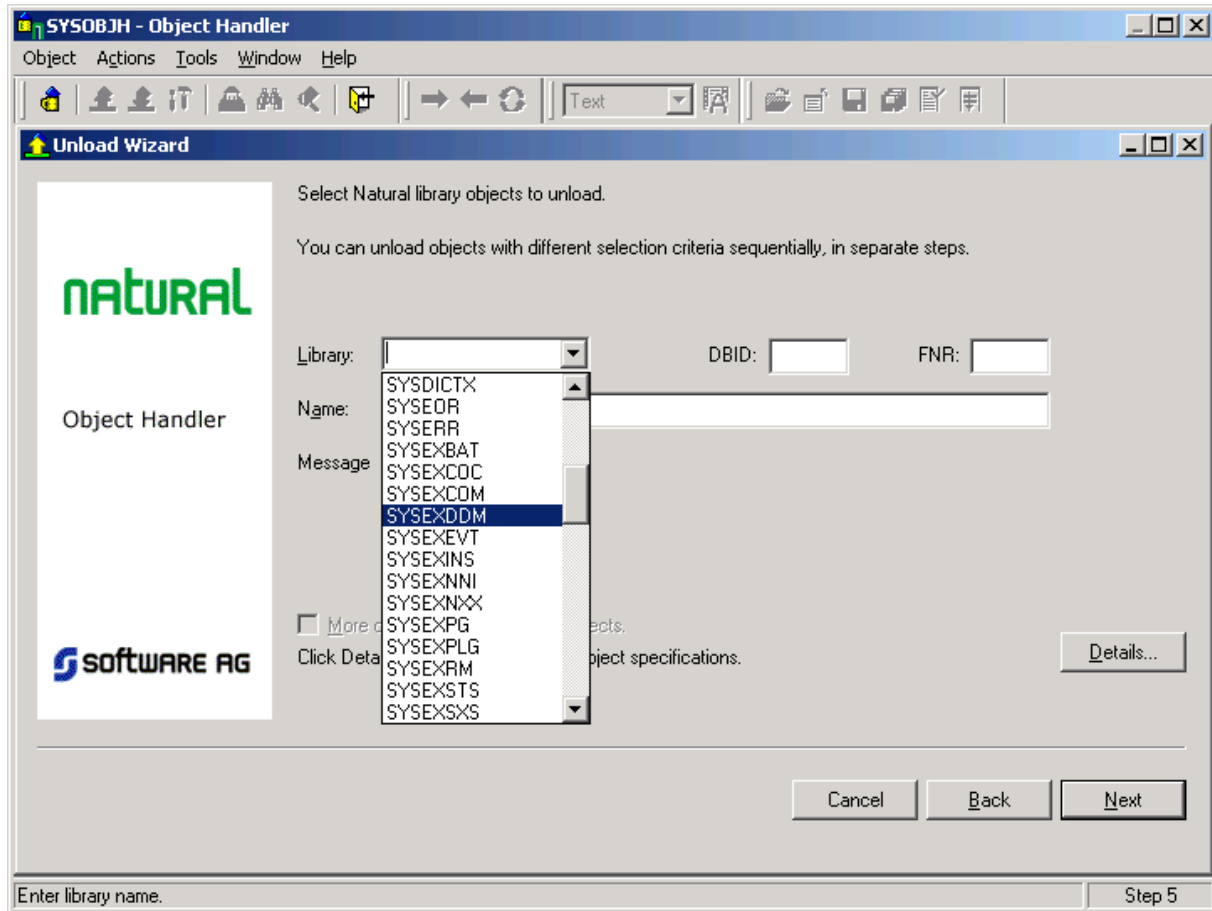 SYSOBJH - Object Handler
Object Actions Tools Window Help
Text
Unload Wizard
Select Natural library objects to unload.
You can unload objects with different selection criteria sequentially, in separate steps.
natural
Library: DBID: FNR:
SYSDICTX
Name:
SYSEOR
SYSERR
SYSEXBAT
Message
SYSEXCOC
SYSEXCOM
SYSEXDDM
SYSEXEVT
SYSEXINS
SYSEXNNI
SYSEXNXX
SYSEXPG
SYSEXPLG
SYSEXRM
SYSEXSTS
SYSEXSXS
Object Handler
More
Click bject specifications.
Details...
software AG
Cancel Back Next
Enter library name. Step 5